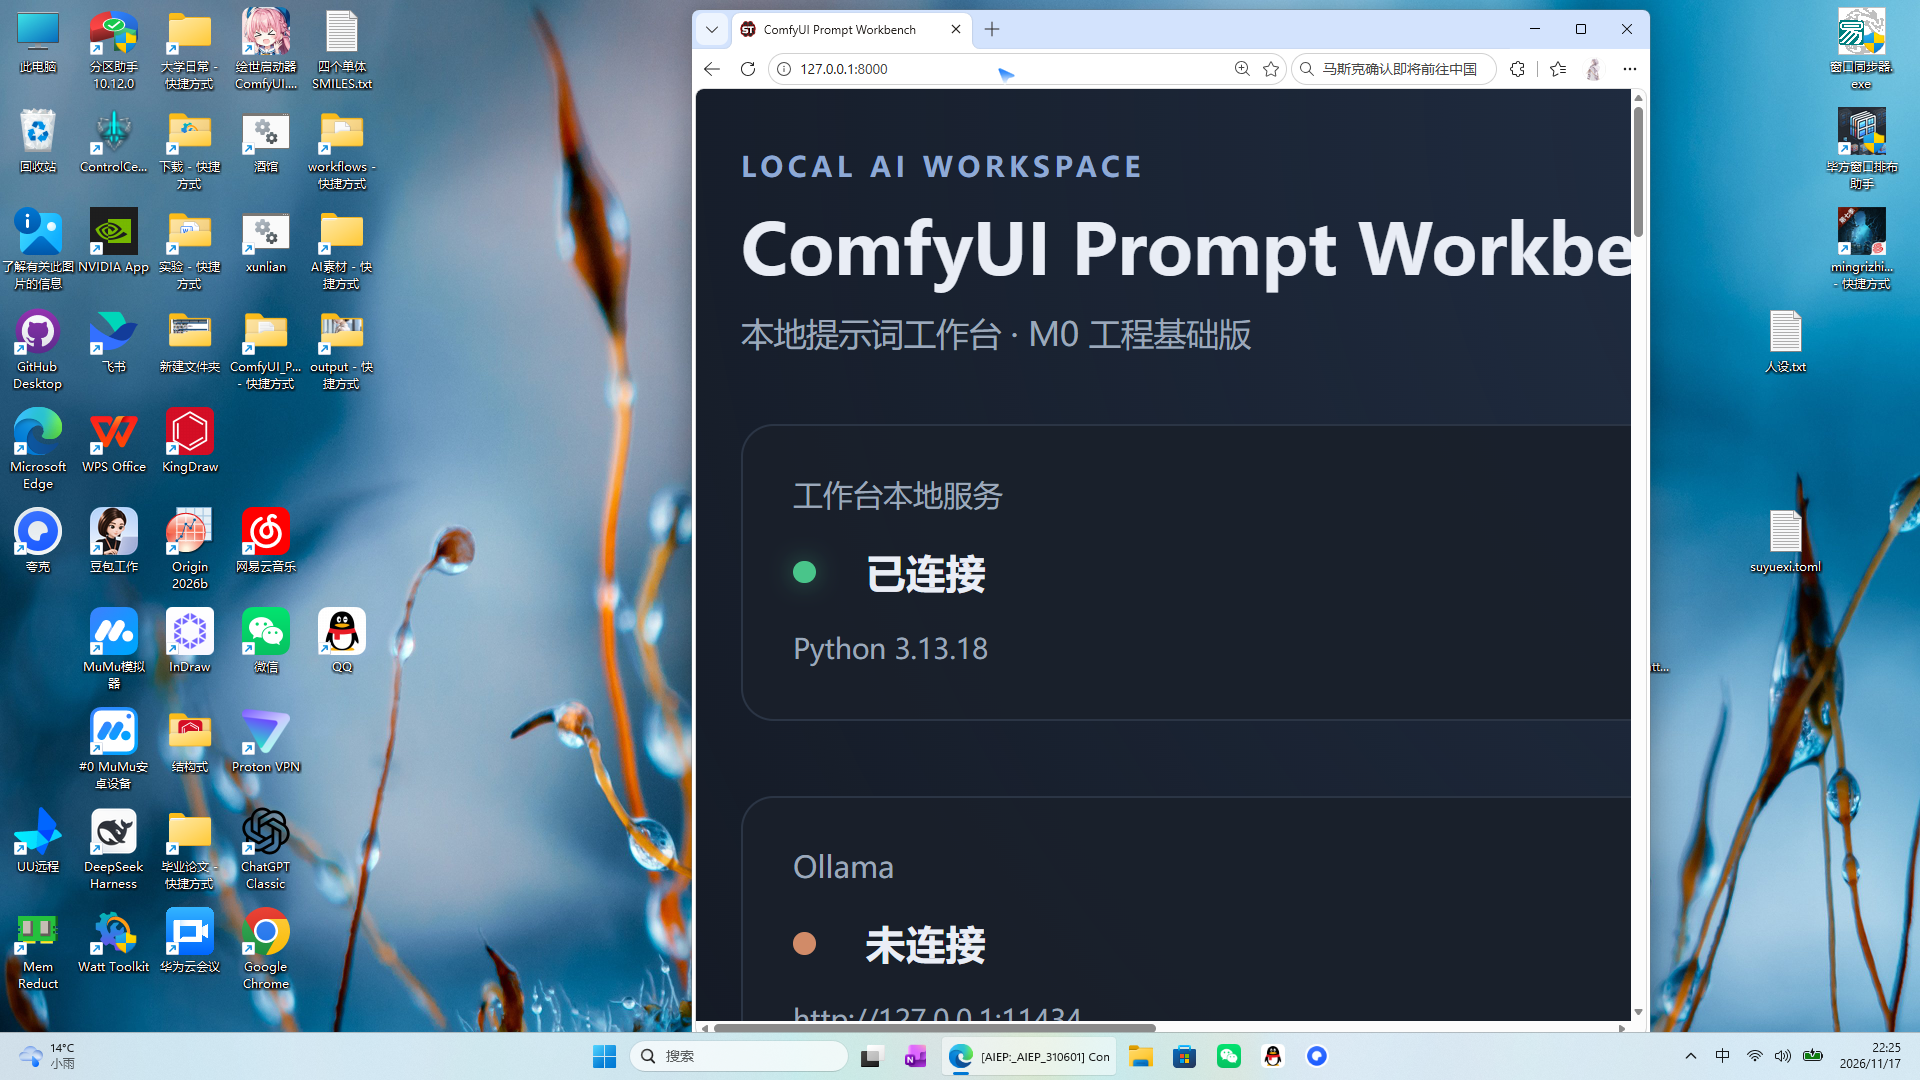 此电脑
分区助手
10.12.0
大学日常 -
快捷方式
绘世启动器
ComfyUI....
四个单体
SMILES.txt
回收站
ControlCe...
下载 - 快捷
方式
酒馆
workflows -
快捷方式
了解有关此图
片的信息
NVIDIA App
实验 - 快捷
方式
xunlian
AI素材 - 快
捷方式
GitHub
Desktop
飞书
新建文件夹
ComfyUI_P...
- 快捷方式
output - 快
捷方式
Microsoft
Edge
WPS Office
KingDraw
夸克
豆包工作
Origin
2026b
网易云音乐
MuMu模拟
器
InDraw
微信
QQ
#0 MuMu安
卓设备
结构式
Proton VPN
UU远程
DeepSeek
Harness
毕业论文 -
快捷方式
ChatGPT
Classic
Mem
Reduct
Watt Toolkit
华为云会议
Google
Chrome
ComfyUI Prompt Workbench
127.0.0.1:8000
马斯克确认即将前往中国
LOCAL AI WORKSPACE
ComfyUI Prompt Workbe
本地提示词工作台 · M0 工程基础版
工作台本地服务
已连接
Python 3.13.18
Ollama
未连接
http://127.0.0.1:11434
窗口同步器.
exe
毕方窗口排布
助手
mingrizhi...
- 快捷方式
人设.txt
suyuexi.toml
tt...
14°C
小雨
搜索
[AIEP:_AIEP_310601] Con
中
22:25
2026/11/17